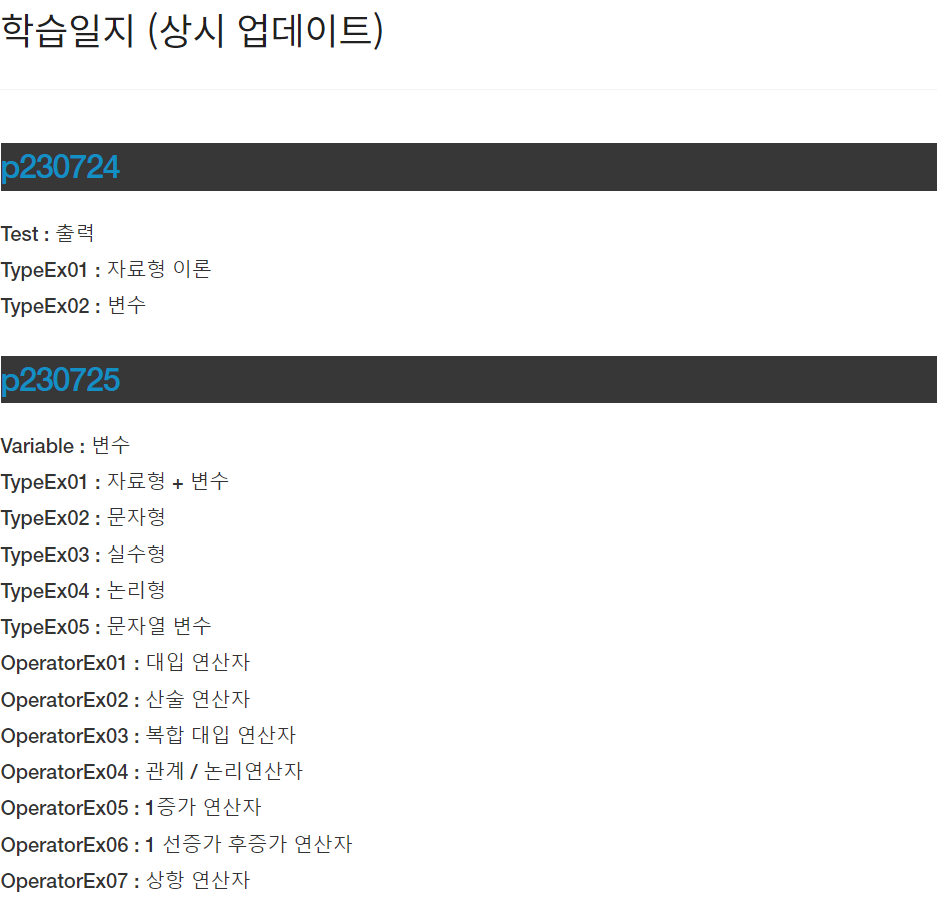 학습일지 (상시 업데이트)
p230724
Test : 출력
TypeEx01 : 자료형 이론
TypeEx02 : 변수
p230725
Variable : 변수
TypeEx01 : 자료형 + 변수
TypeEx02 : 문자형
TypeEx03 : 실수형
TypeEx04 : 논리형
TypeEx05 : 문자열 변수
OperatorEx01 : 대입 연산자
OperatorEx02 : 산술 연산자
OperatorEx03 : 복합 대입 연산자
OperatorEx04 : 관계 / 논리연산자
OperatorEx05 : 1증가 연산자
OperatorEx06 : 1 선증가 후증가 연산자
OperatorEx07 : 상항 연산자